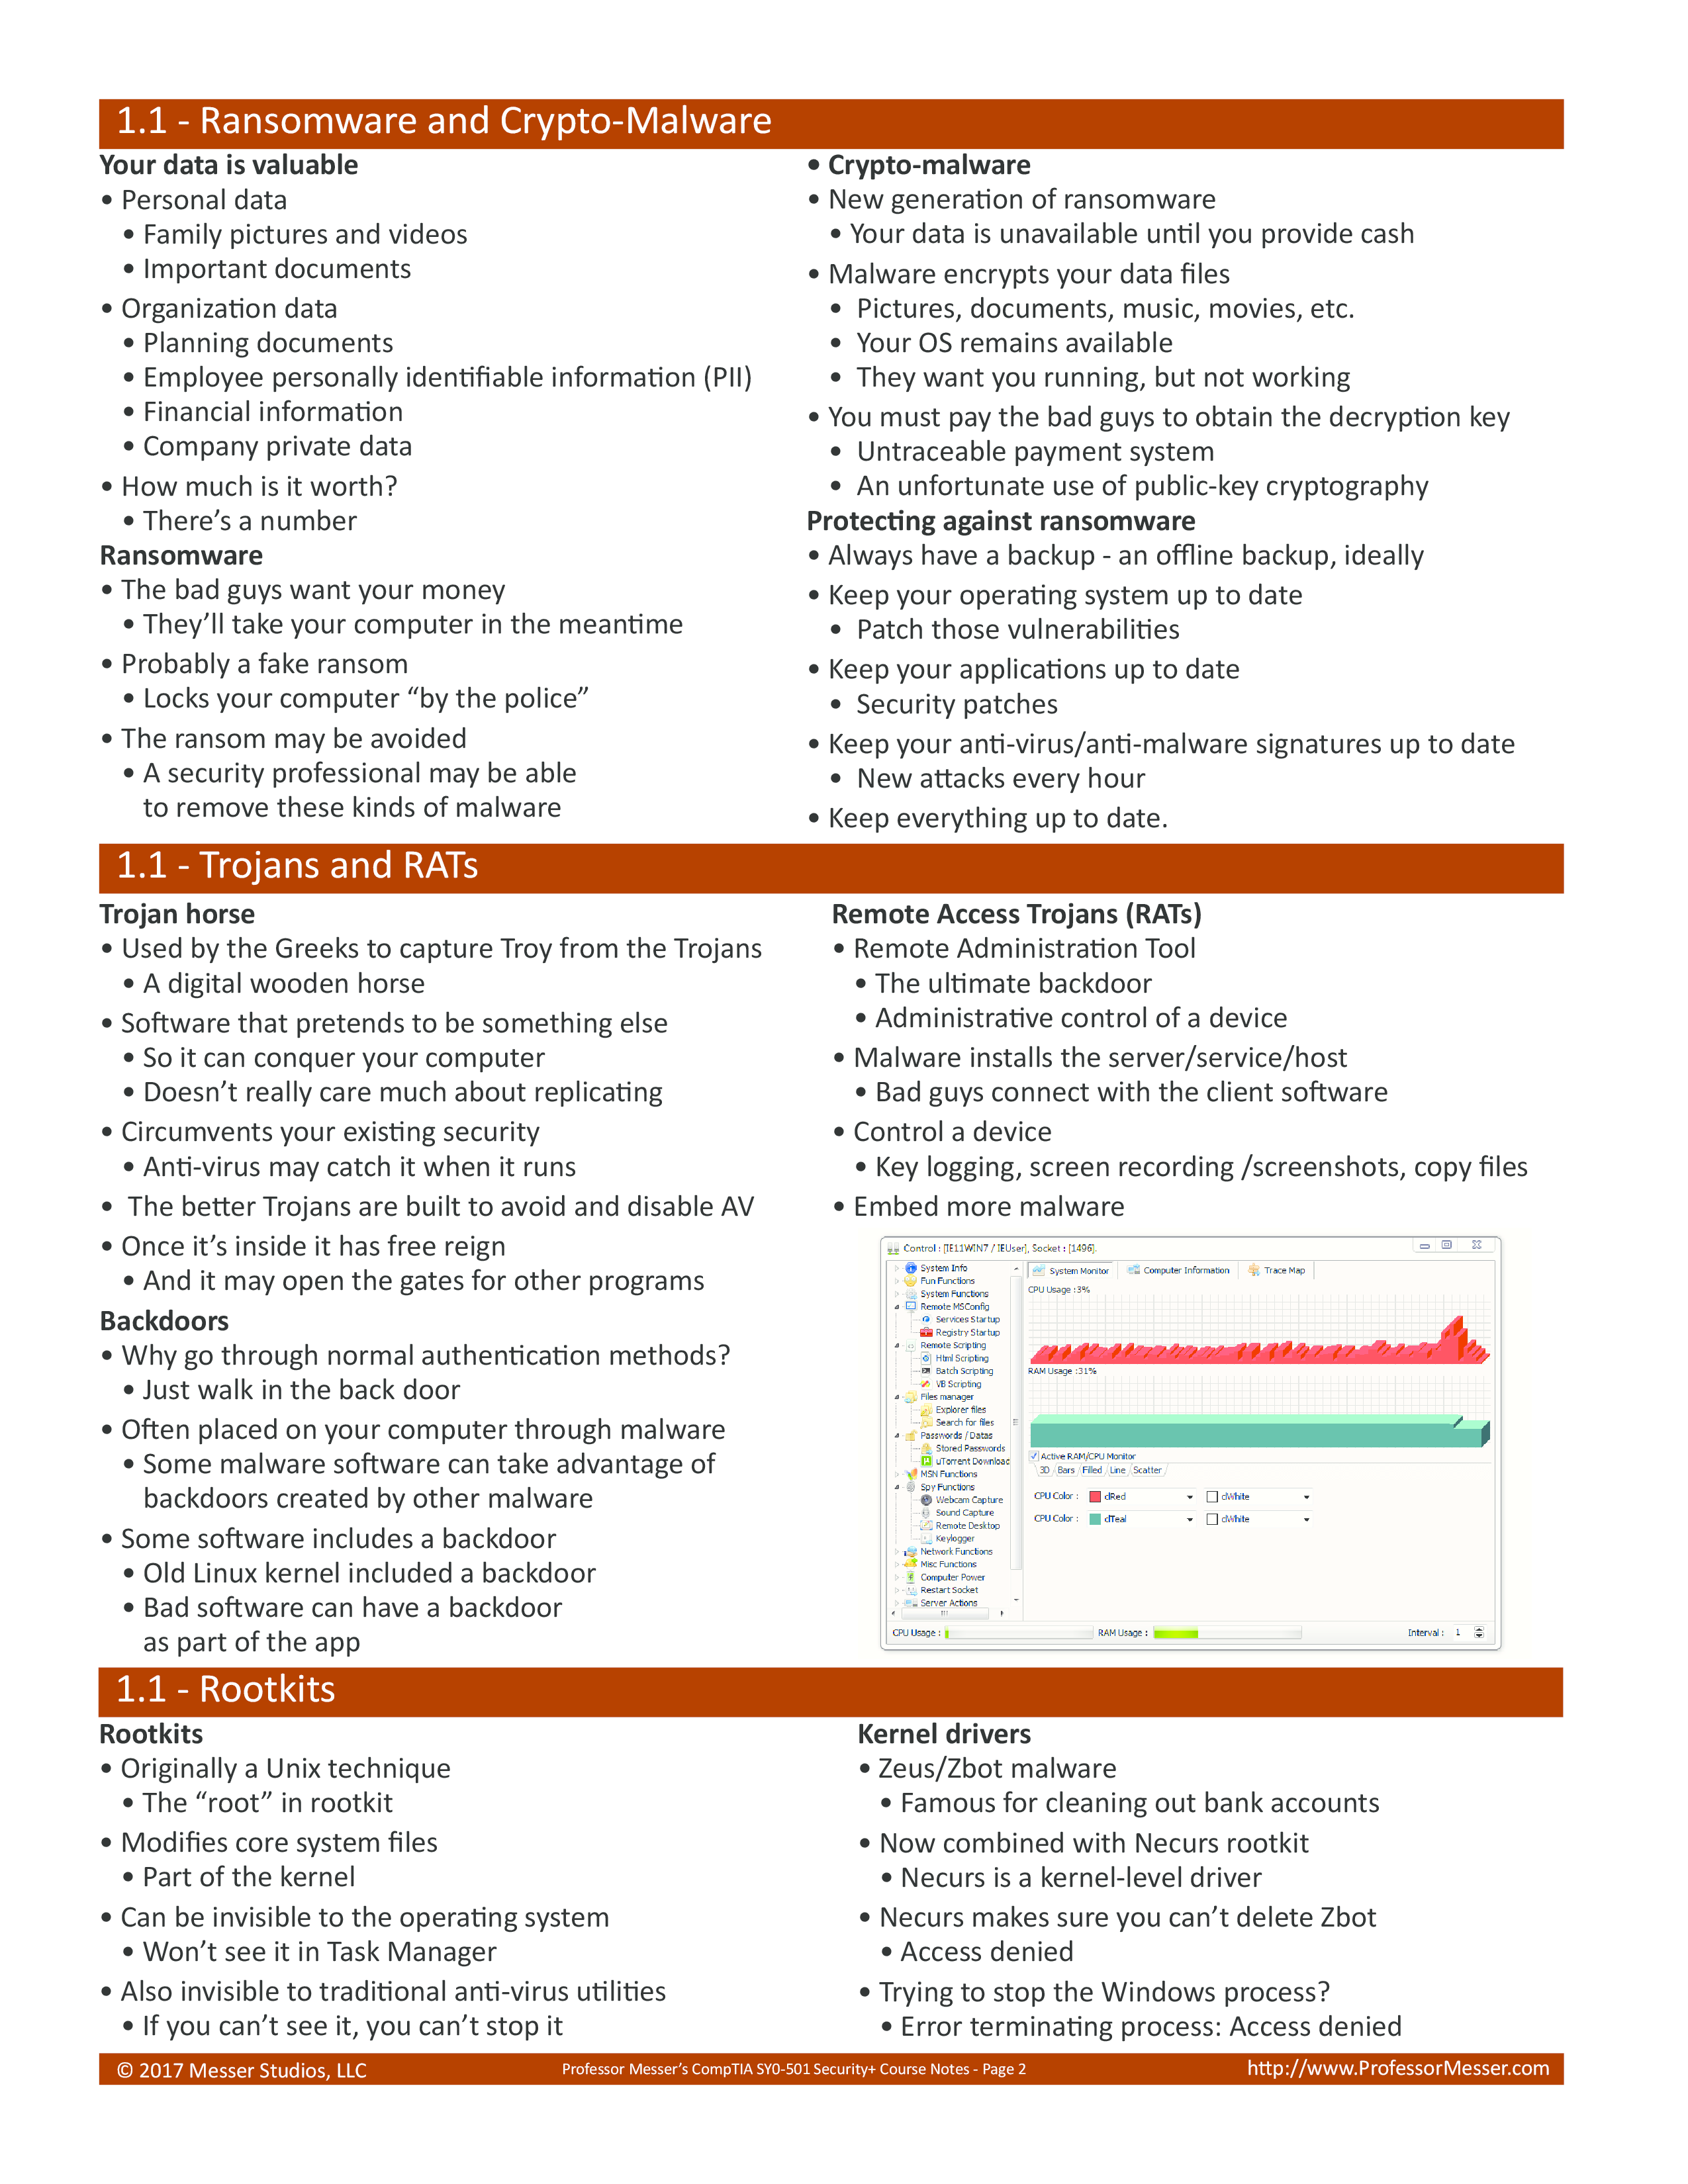 1.1 - Ransomware and Crypto-Malware
Your data is valuable
• Personal data
• Family pictures and videos
• Important documents
• Organization data
• Planning documents
• Employee personally identifiable information (PII)
• Financial information
• Company private data
• How much is it worth?
• There’s a number
Ransomware
• The bad guys want your money
• They’ll take your computer in the meantime
• Probably a fake ransom
• Locks your computer “by the police”
• The ransom may be avoided
• A security professional may be able
to remove these kinds of malware
• Crypto-malware
• New generation of ransomware
• Your data is unavailable until you provide cash
• Malware encrypts your data files
• Pictures, documents, music, movies, etc.
• Your OS remains available
• They want you running, but not working
• You must pay the bad guys to obtain the decryption key
• Untraceable payment system
• An unfortunate use of public-key cryptography
Protecting against ransomware
• Always have a backup - an offline backup, ideally
• Keep your operating system up to date
• Patch those vulnerabilities
• Keep your applications up to date
• Security patches
• Keep your anti-virus/anti-malware signatures up to date
• New attacks every hour
• Keep everything up to date.
1.1 - Trojans and RATs
Trojan horse
• Used by the Greeks to capture Troy from the Trojans
• A digital wooden horse
• Software that pretends to be something else
• So it can conquer your computer
• Doesn’t really care much about replicating
• Circumvents your existing security
• Anti-virus may catch it when it runs
• The better Trojans are built to avoid and disable AV
• Once it’s inside it has free reign
• And it may open the gates for other programs
Backdoors
• Why go through normal authentication methods?
• Just walk in the back door
• Often placed on your computer through malware
• Some malware software can take advantage of
backdoors created by other malware
• Some software includes a backdoor
• Old Linux kernel included a backdoor
• Bad software can have a backdoor
as part of the app
Remote Access Trojans (RATs)
• Remote Administration Tool
• The ultimate backdoor
• Administrative control of a device
• Malware installs the server/service/host
• Bad guys connect with the client software
• Control a device
• Key logging, screen recording /screenshots, copy files
• Embed more malware
Control : [IE11WIN7 / IEUser], Socket : [1496].
System Info
Fun Functions
System Functions
Remote MSConfig
Services Startup
Registry Startup
Remote Scripting
Html Scripting
Batch Scripting
VB Scripting
Files manager
Explorer files
Search for files
Passwords / Datas
Stored Passwords
uTorrent Download
MSN Functions
Spy Functions
Webcam Capture
Sound Capture
Remote Desktop
Keylogger
Network Functions
Misc Functions
Computer Power
Restart Socket
Server Actions
System Monitor Computer Information Trace Map
CPU Usage :3%
RAM Usage :31%
Active RAM/CPU Monitor
3D Bars Filled Line Scatter
CPU Color : clRed clWhite
CPU Color : clTeal clWhite
CPU Usage : RAM Usage : Interval : 1
1.1 - Rootkits
Rootkits
• Originally a Unix technique
• The “root” in rootkit
• Modifies core system files
• Part of the kernel
• Can be invisible to the operating system
• Won’t see it in Task Manager
• Also invisible to traditional anti-virus utilities
• If you can’t see it, you can’t stop it
Kernel drivers
• Zeus/Zbot malware
• Famous for cleaning out bank accounts
• Now combined with Necurs rootkit
• Necurs is a kernel-level driver
• Necurs makes sure you can’t delete Zbot
• Access denied
• Trying to stop the Windows process?
• Error terminating process: Access denied
© 2017 Messer Studios, LLC Professor Messer’s CompTIA SY0-501 Security+ Course Notes - Page 2 http://www.ProfessorMesser.com